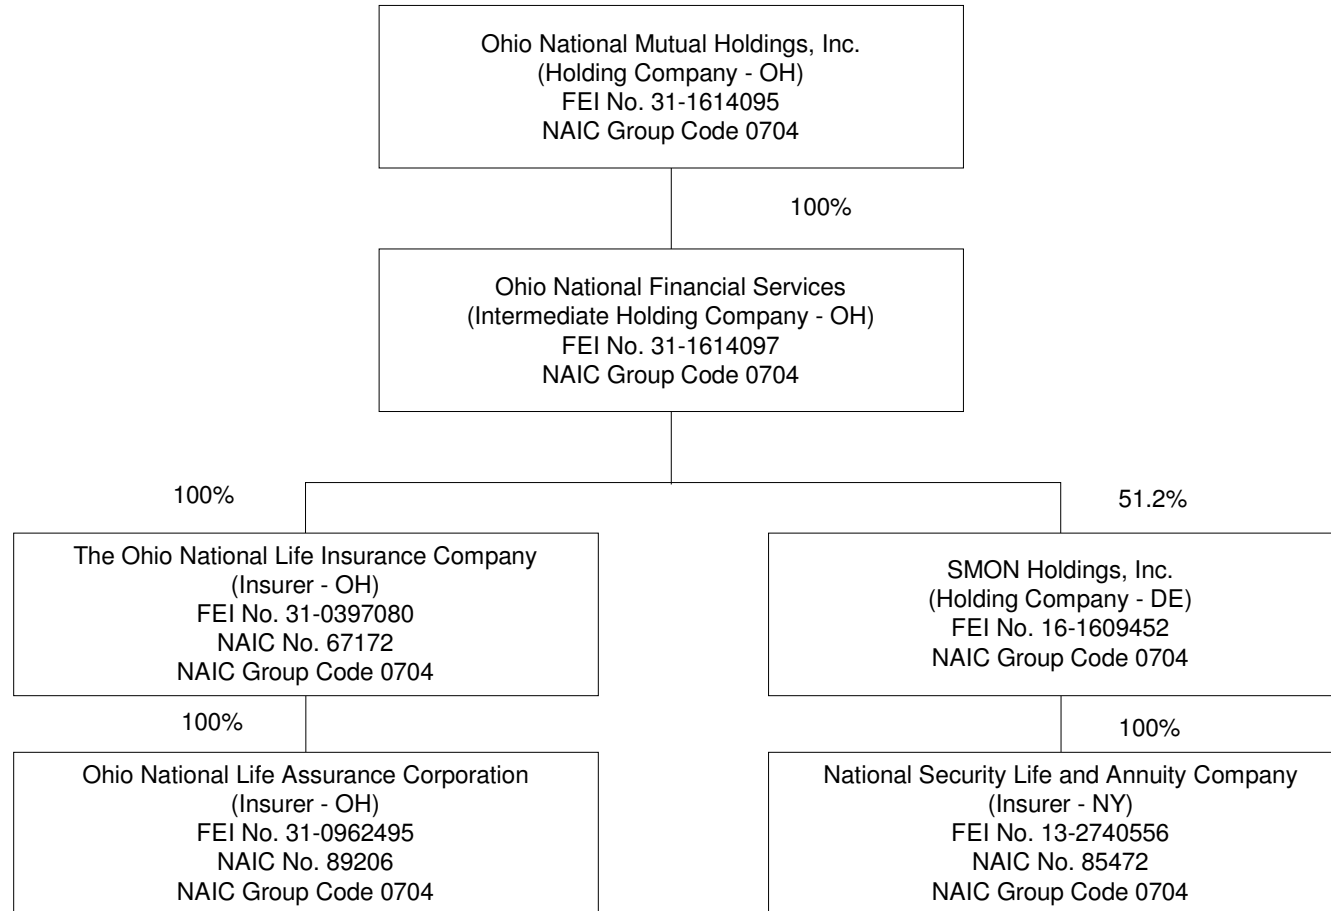 Ohio National Mutual Holdings, Inc.
(Holding Company - OH)
FEI No. 31-1614095
NAIC Group Code 0704
100%
Ohio National Financial Services
(Intermediate Holding Company - OH)
FEI No. 31-1614097
NAIC Group Code 0704
100%
51.2%
The Ohio National Life Insurance Company
(Insurer - OH)
FEI No. 31-0397080
NAIC No. 67172
NAIC Group Code 0704
SMON Holdings, Inc.
(Holding Company - DE)
FEI No. 16-1609452
NAIC Group Code 0704
100%
100%
Ohio National Life Assurance Corporation
(Insurer - OH)
FEI No. 31-0962495
NAIC No. 89206
NAIC Group Code 0704
National Security Life and Annuity Company
(Insurer - NY)
FEI No. 13-2740556
NAIC No. 85472
NAIC Group Code 0704